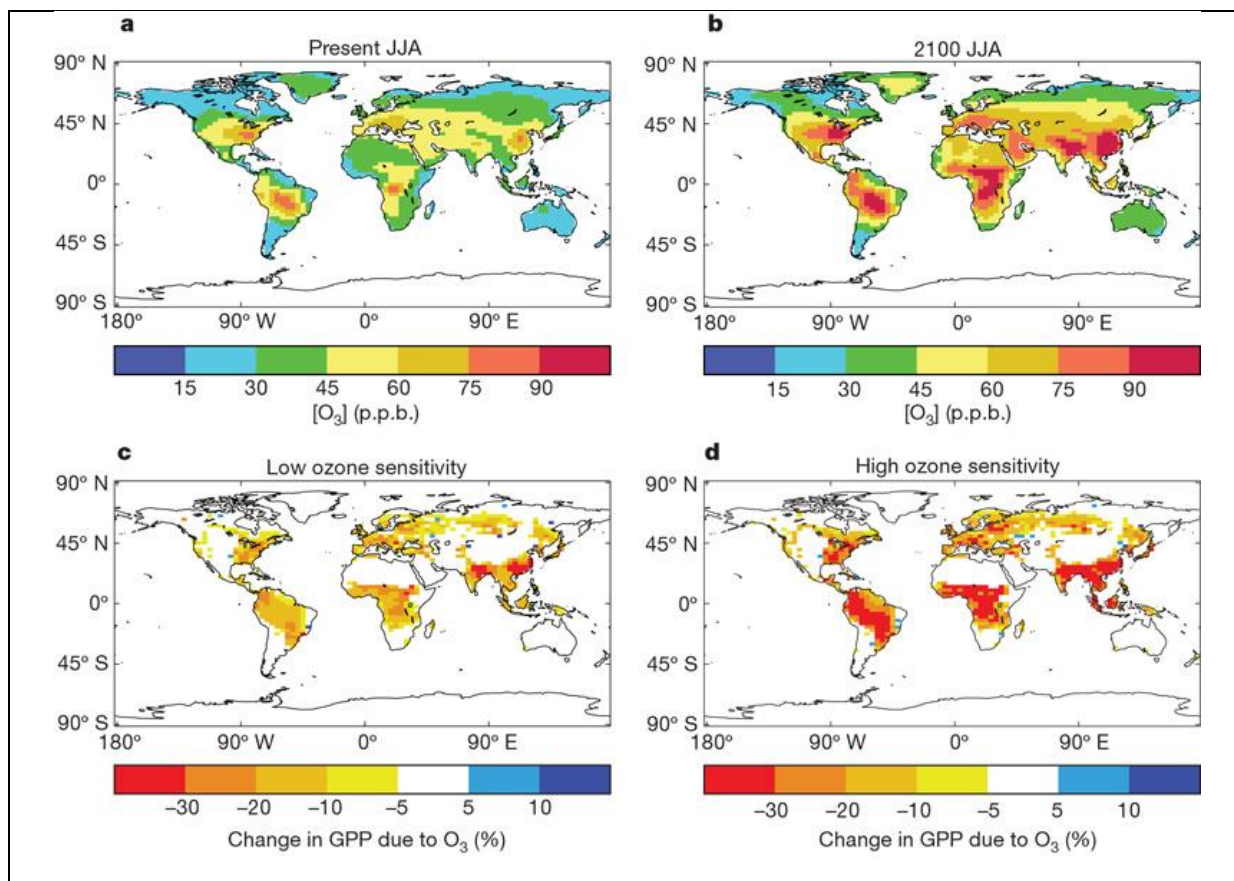 a b
Present JJA 2100 JJA
90° N 90° N
45° N 45° N
0° 0°
45° S 45° S
90° S 90° S
180° 90° W 0° 90° E 180° 90° W 0° 90° E
15 30 45 60 75 90 15 30 45 60 75 90
[O₃] (p.p.b.) [O₃] (p.p.b.)
c d
Low ozone sensitivity High ozone sensitivity
90° N 90° N
45° N 45° N
0° 0°
45° S 45° S
90° S 90° S
180° 90° W 0° 90° E 180° 90° W 0° 90° E
–30 –20 –10 –5 5 10 –30 –20 –10 –5 5 10
Change in GPP due to O₃ (%) Change in GPP due to O₃ (%)